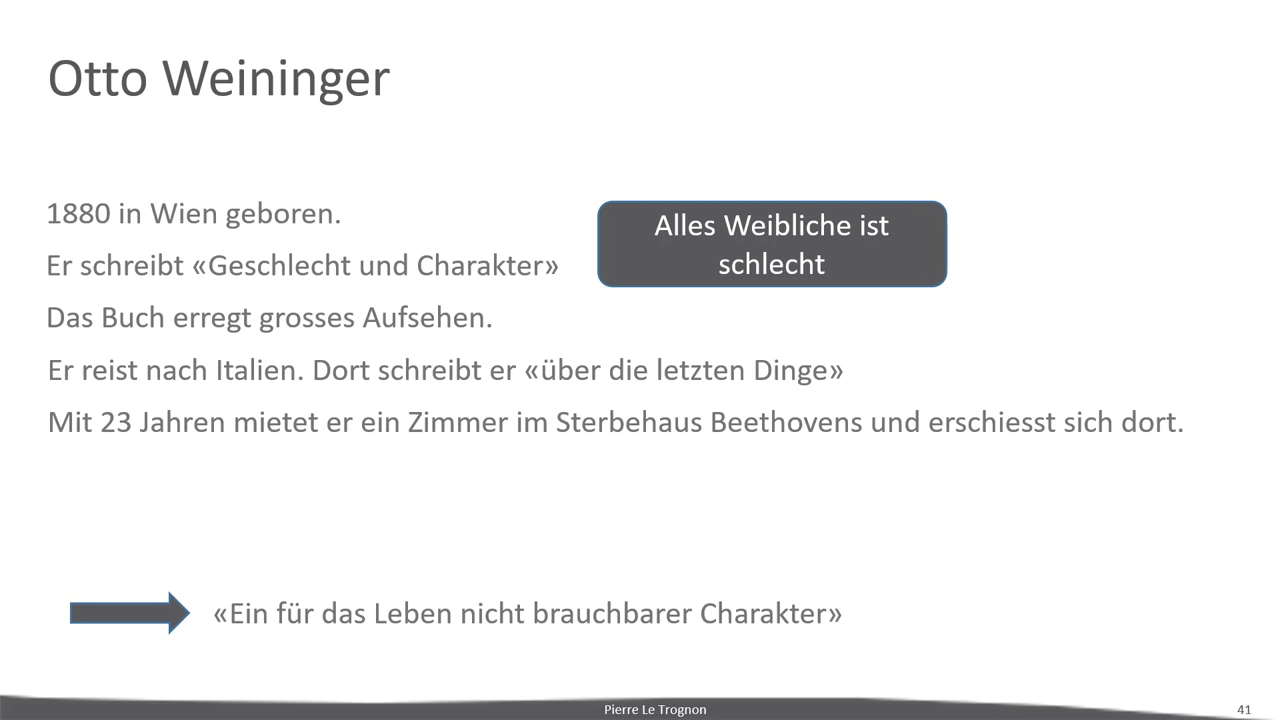 Otto Weininger
1880 in Wien geboren.
Er schreibt «Geschlecht und Charakter»
Alles Weibliche ist
schlecht
Das Buch erregt grosses Aufsehen.
Er reist nach Italien. Dort schreibt er «über die letzten Dinge»
Mit 23 Jahren mietet er ein Zimmer im Sterbehaus Beethovens und erschiesst sich dort.
«Ein für das Leben nicht brauchbarer Charakter»
Pierre Le Trognon
41